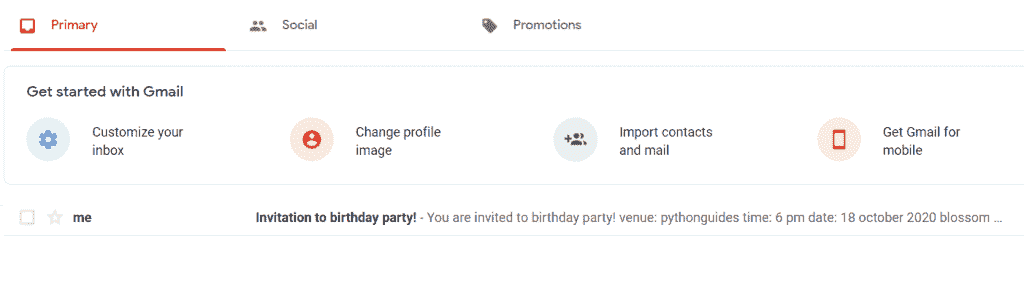 Primary
Social
Promotions
Get started with Gmail
Customize your
inbox
Change profile
image
Import contacts
and mail
Get Gmail for
mobile
me
Invitation to birthday party! - You are invited to birthday party! venue: pythonguides time: 6 pm date: 18 october 2020 blossom ...